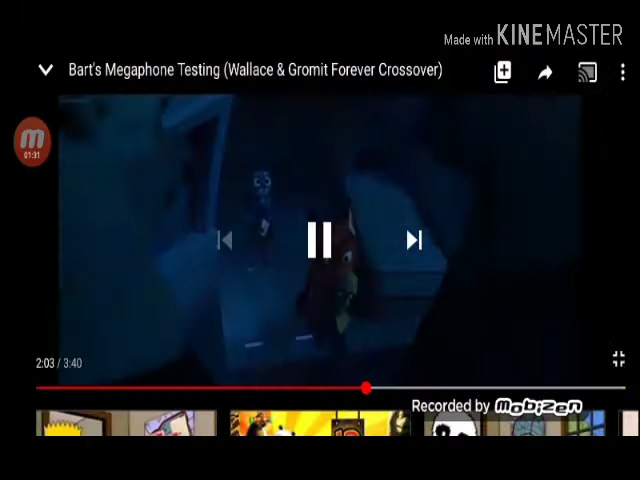 Made with KINEMASTER
Bart's Megaphone Testing (Wallace & Gromit Forever Crossover)
m
01:31
2:03 / 3:40
Recorded by Mobizen